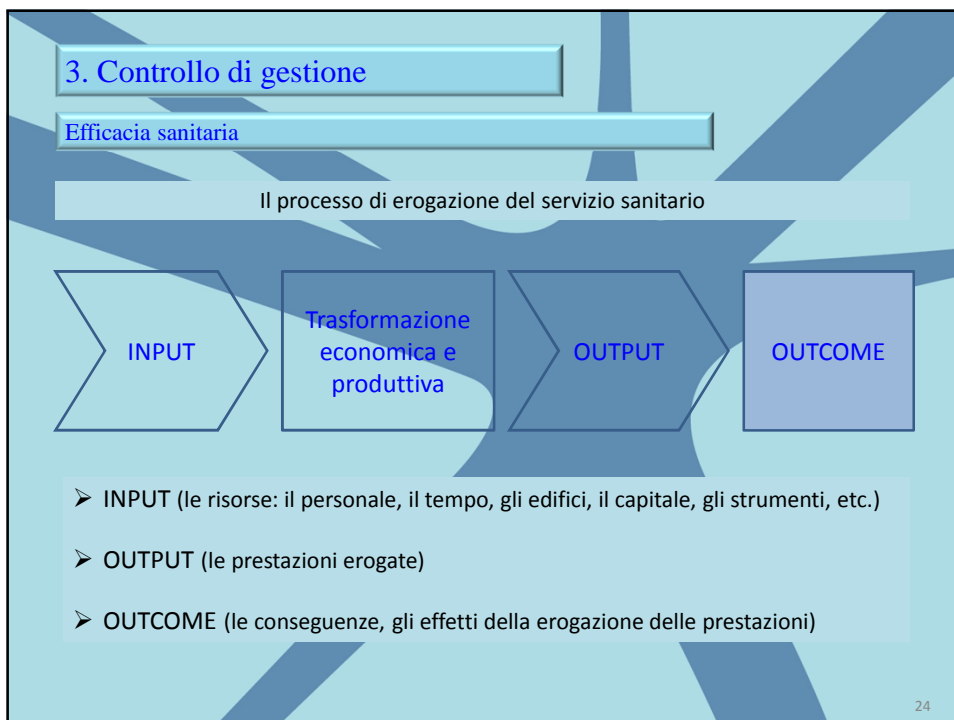 3. Controllo di gestione
Efficacia sanitaria
Il processo di erogazione del servizio sanitario
INPUT
Trasformazione
economica e
produttiva
OUTPUT
OUTCOME
➢ INPUT (le risorse: il personale, il tempo, gli edifici, il capitale, gli strumenti, etc.)
➢ OUTPUT (le prestazioni erogate)
➢ OUTCOME (le conseguenze, gli effetti della erogazione delle prestazioni)
24